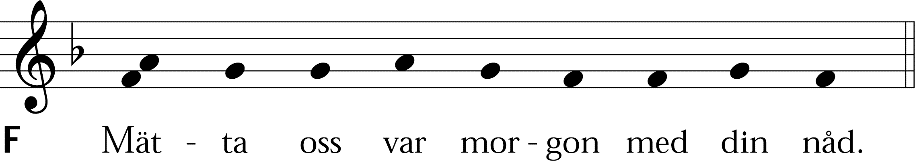 F Mät - ta oss var mor - gon med din nåd.